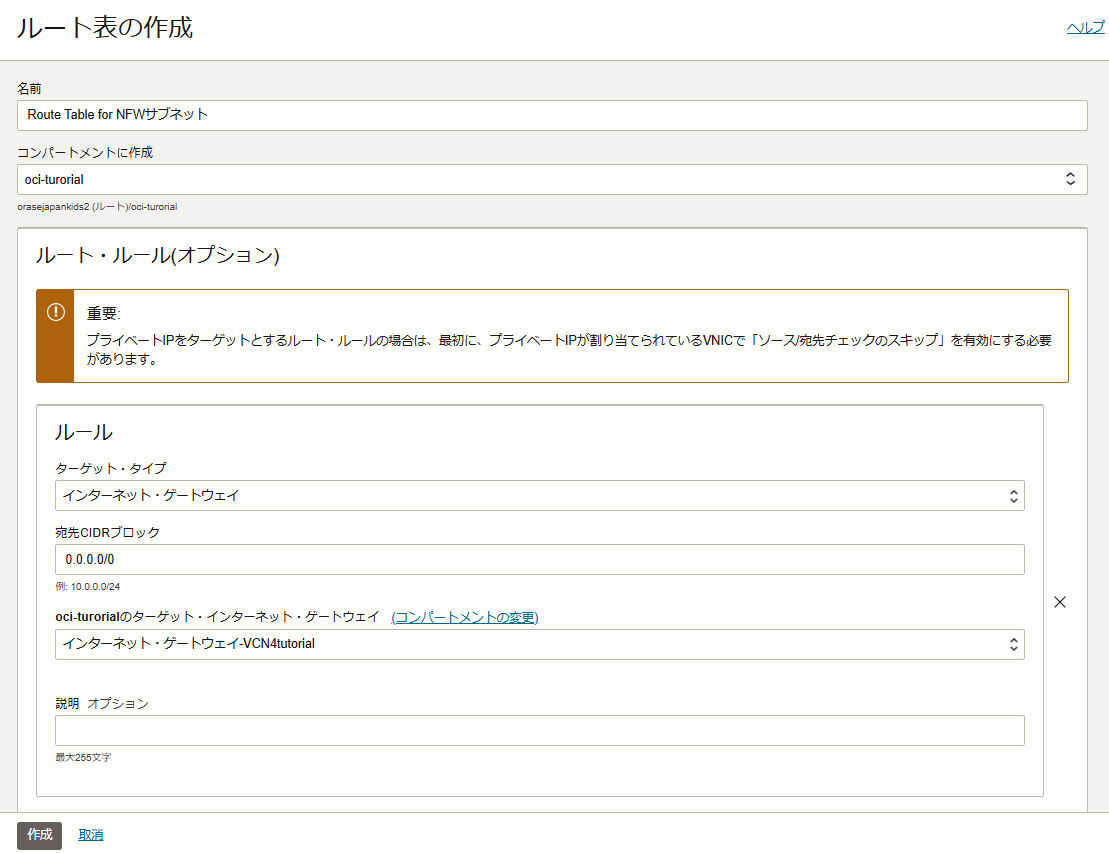 ルート表の作成
ヘルプ
名前
Route Table for NFWサブネット
コンパートメントに作成
oci-turorial
orasejapankids2 (ルート)/oci-turorial
ルート・ルール(オプション)
重要:
プライベートIPをターゲットとするルート・ルールの場合は、最初に、プライベートIPが割り当てられているVNICで「ソース/宛先チェックのスキップ」を有効にする必要
があります。
ルール
ターゲット・タイプ
インターネット・ゲートウェイ
宛先CIDRブロック
0.0.0.0/0
例: 10.0.0.0/24
oci-turorialのターゲット・インターネット・ゲートウェイ (コンパートメントの変更)
インターネット・ゲートウェイ-VCN4tutorial
説明 オプション
最大255文字
作成 取消